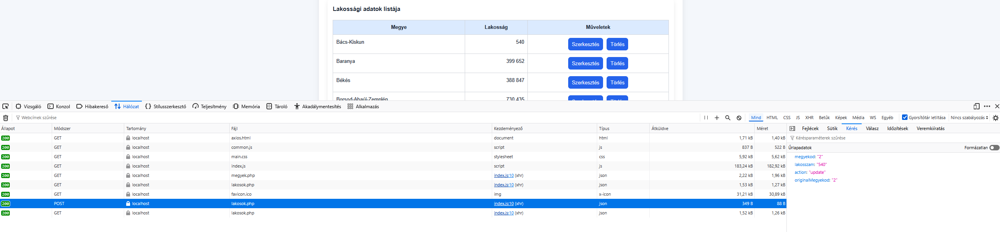 Lakossági adatok listája
Megye Lakosság Műveletek
Bács-Kiskun 540 Szerkesztés Törlés
Baranya 399 652 Szerkesztés Törlés
Békés 388 847 Szerkesztés Törlés
Borsod-Abaúj-Zemplén 730 435 Szerkesztés Törlés
Vizsgáló Konzol Hibakereső Hálózat Stílusszerkesztő Teljesítmény Memória Tároló Akadálymentesítés Alkalmazás
Webcímek szűrése Mind HTML CSS JS XHR Betűk Képek Média WS Egyéb Gyorsítótár letiltása Nincs szabályozás
Állapot Módszer Tartomány Fájl Kezdeményező Típus Átküldve Méret Fejlécek Sütik Kérés Válasz Időzítések Veremkiíratás
200 GET localhost axios.html document html 1,71 kB 1,40 kB Kérésparaméterek szűrése
200 GET localhost common.js script js 837 B 522 B Űrlapadatok Formázatlan
200 GET localhost main.css stylesheet css 5,92 kB 5,62 kB megyekod: "2"
200 GET localhost index.js script js 183,24 kB 182,92 kB lakosszam: "540"
200 GET localhost megyek.php index.js:10 (xhr) json 2,22 kB 1,96 kB action: "update"
200 GET localhost lakosok.php index.js:10 (xhr) json 1,53 kB 1,27 kB originalMegyekod: "2"
200 GET localhost favicon.ico img x-icon 31,21 kB 30,89 kB
200 POST localhost lakosok.php index.js:10 (xhr) json 349 B 88 B
200 GET localhost lakosok.php index.js:10 (xhr) json 1,52 kB 1,26 kB